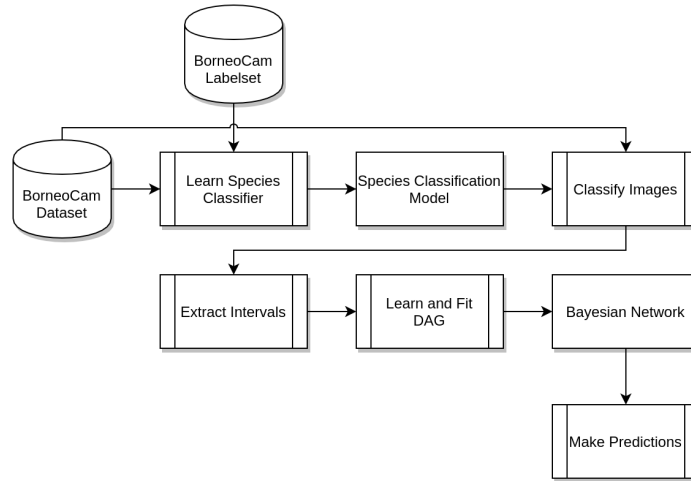 BorneoCam
Labelset
BorneoCam
Dataset
Learn Species
Classifier
Species Classification
Model
Classify Images
Extract Intervals
Learn and Fit
DAG
Bayesian Network
Make Predictions